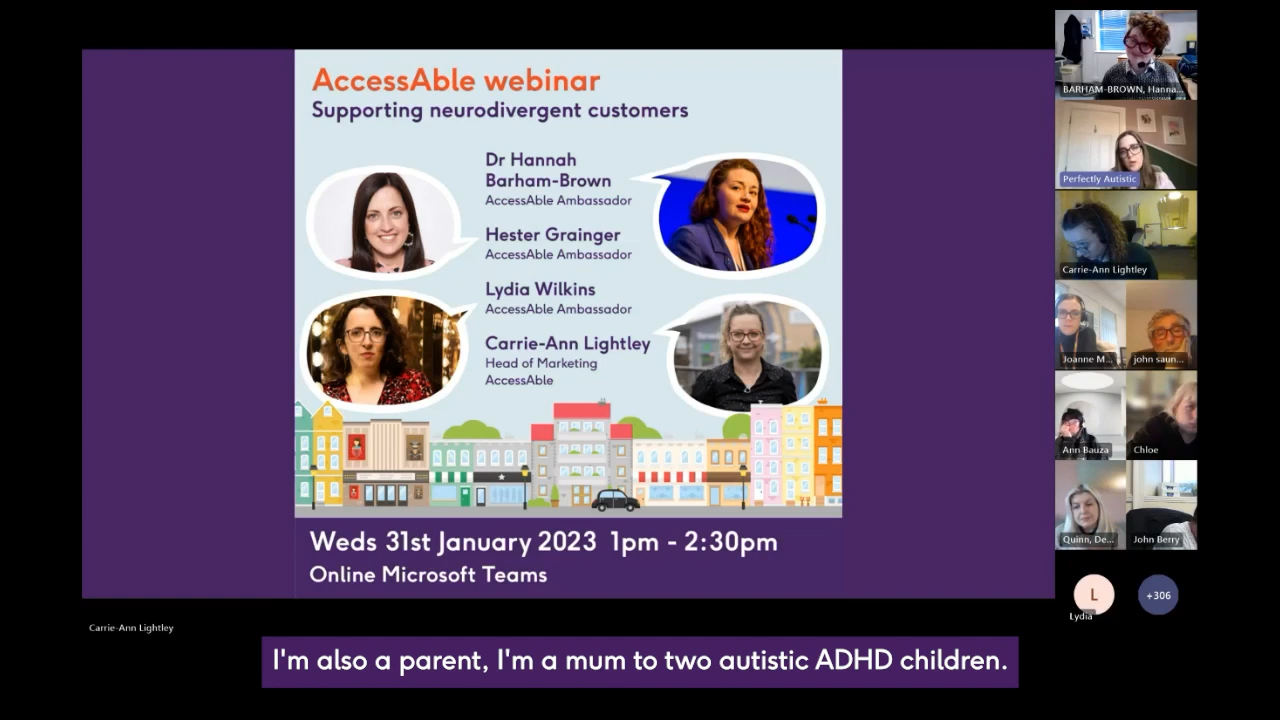 AccessAble webinar
Supporting neurodivergent customers
Dr Hannah
Barham-Brown
AccessAble Ambassador
Hester Grainger
AccessAble Ambassador
Lydia Wilkins
AccessAble Ambassador
Carrie-Ann Lightley
Head of Marketing
AccessAble
Weds 31st January 2023 1pm - 2:30pm
Online Microsoft Teams
BARHAM-BROWN, Hanna...
Perfectly Autistic
Carrie-Ann Lightley
Joanne M...
john saun...
Ann Bauza
Chloe
Quinn, De...
John Berry
L
Lydia
+306
Carrie-Ann Lightley
I'm also a parent, I'm a mum to two autistic ADHD children.